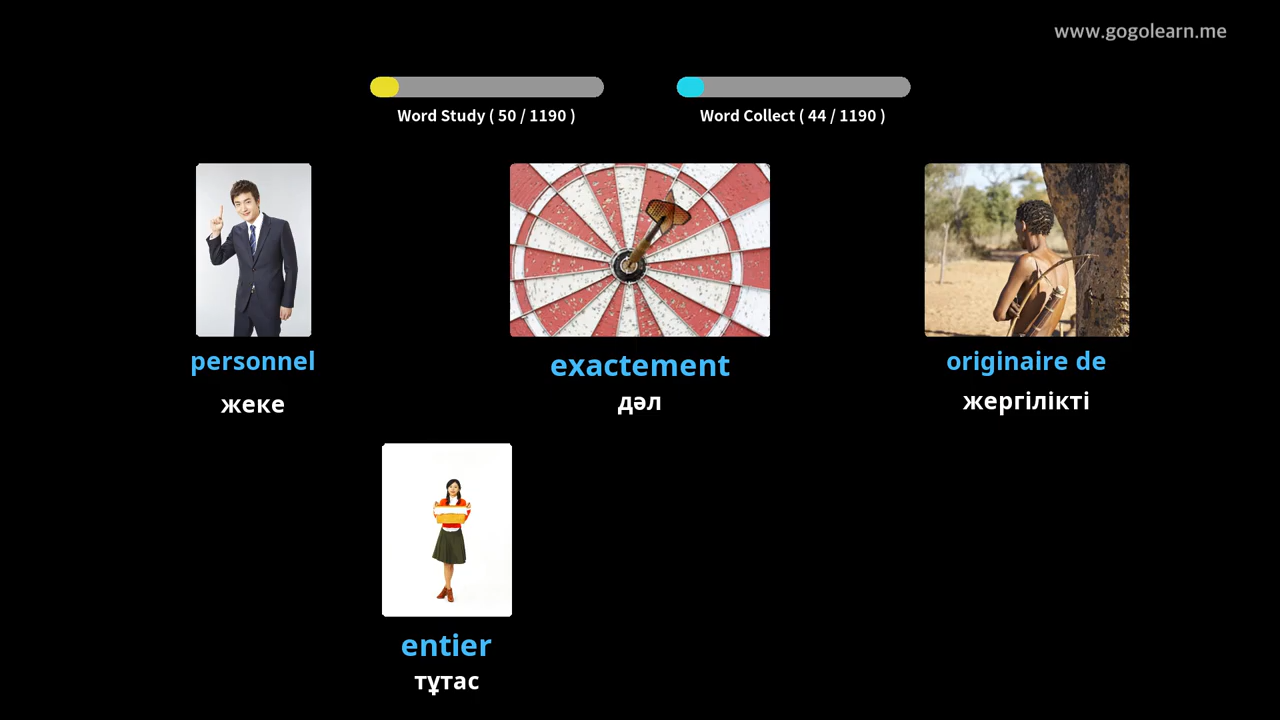 www.gogolearn.me
Word Study ( 50 / 1190 )
Word Collect ( 44 / 1190 )
personnel
жеке
exactement
дәл
originaire de
жергілікті
entier
тұтас